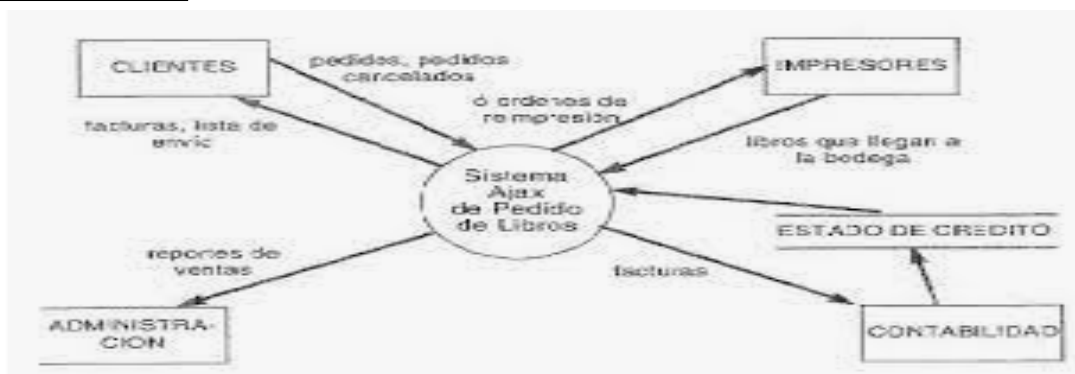 CLIENTES
pedidos, pedidos
cancelados
IMPRESORES
ó ordenes de
reimpresión
facturas, lista de
envío
libros que llegan a
la bodega
Sistema
Ajax
de Pedido
de Libros
ESTADO DE CREDITO
reportes de
ventas
facturas
ADMINISTRA-
CION
CONTABILIDAD